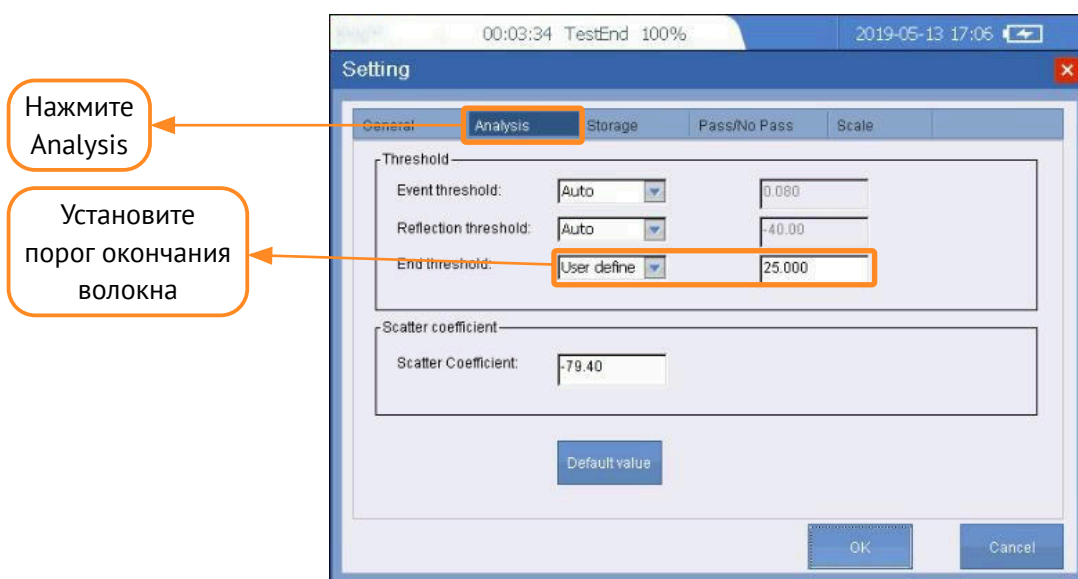 00:03:34 TestEnd 100%
2019-05-13 17:06
Setting
Нажмите
Analysis
General Analysis Storage Pass/No Pass Scale
Threshold
Event threshold: Auto 0.080
Установите
порог окончания
волокна
Reflection threshold: Auto -40.00
End threshold: User define 25.000
Scatter coefficient
Scatter Coefficient: -79.40
Default value
OK Cancel